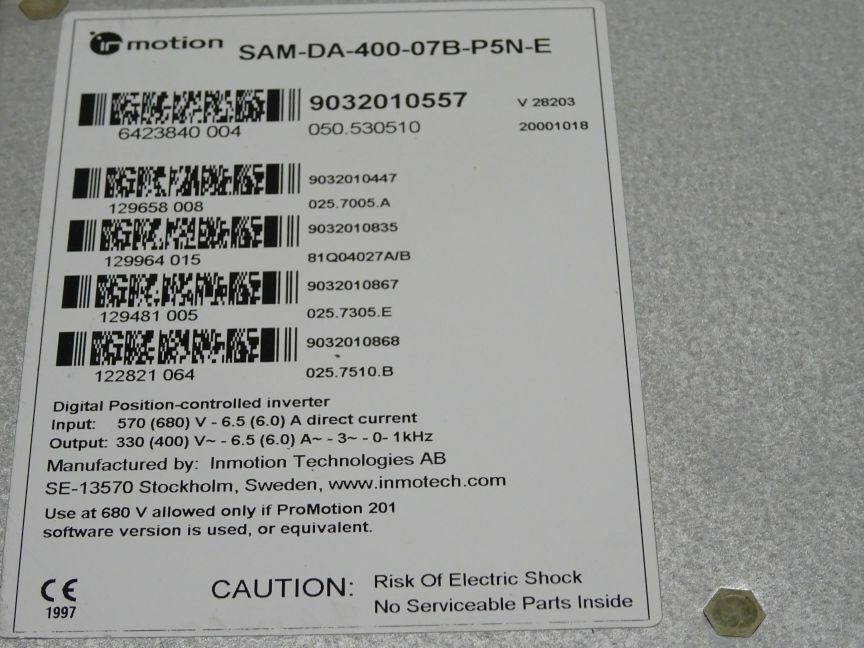 inmotion SAM-DA-400-07B-P5N-E
9032010557 V 28203
6423840 004 050.530510 20001018
9032010447
129658 008 025.7005.A
9032010835
129964 015 81Q04027A/B
9032010867
129481 005 025.7305.E
9032010868
122821 064 025.7510.B
Digital Position-controlled inverter
Input: 570 (680) V - 6.5 (6.0) A direct current
Output: 330 (400) V~ - 6.5 (6.0) A~ - 3~ - 0- 1kHz
Manufactured by: Inmotion Technologies AB
SE-13570 Stockholm, Sweden, www.inmotech.com
Use at 680 V allowed only if ProMotion 201
software version is used, or equivalent.
CE CAUTION: Risk Of Electric Shock
1997 No Serviceable Parts Inside